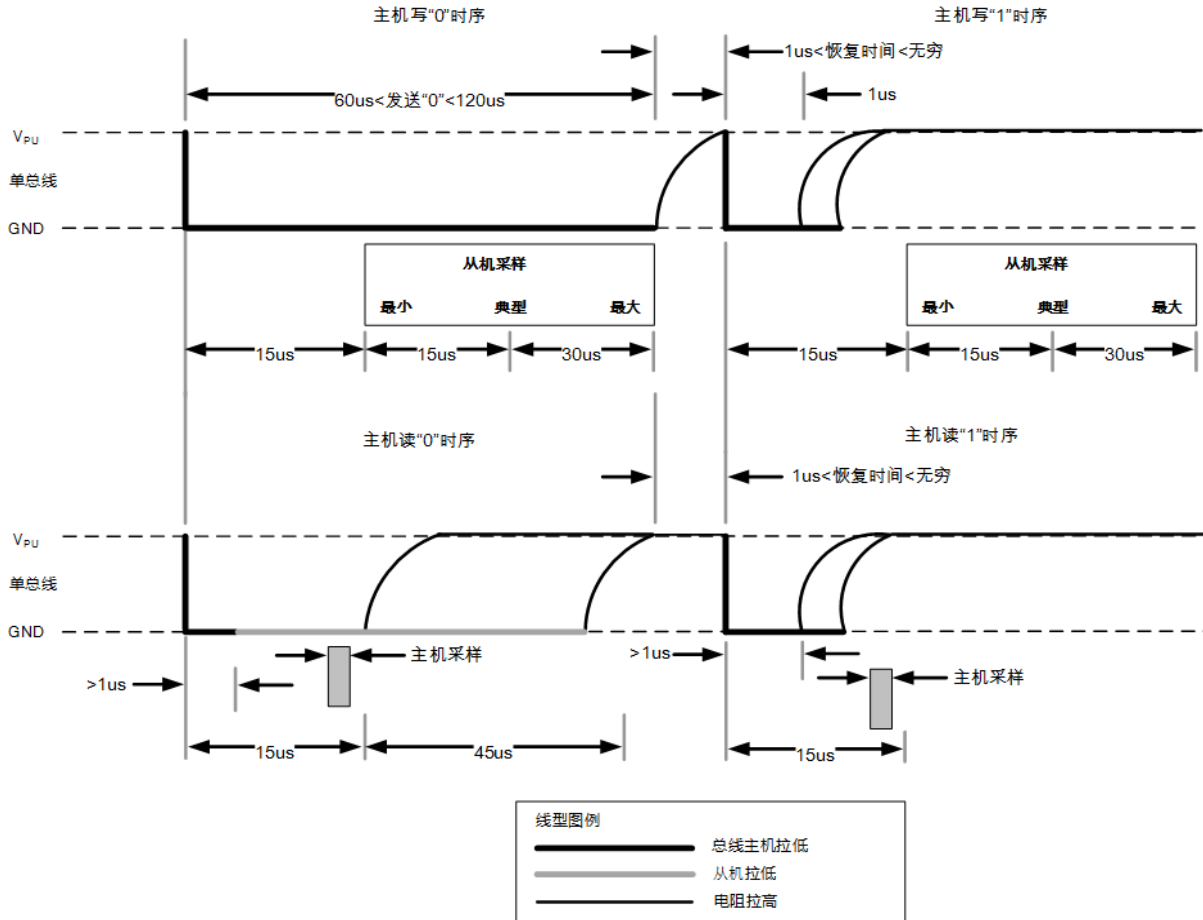 主机写“0”时序
主机写“1”时序
1us<恢复时间<无穷
60us<发送“0”<120us
1us
VPU
单总线
GND
从机采样
最小 典型 最大
从机采样
最小 典型 最大
15us 15us 30us
15us 15us 30us
主机读“0”时序
主机读“1”时序
1us<恢复时间<无穷
VPU
单总线
GND
主机采样
>1us
>1us
主机采样
15us 45us
15us
线型图例
总线主机拉低
从机拉低
电阻拉高